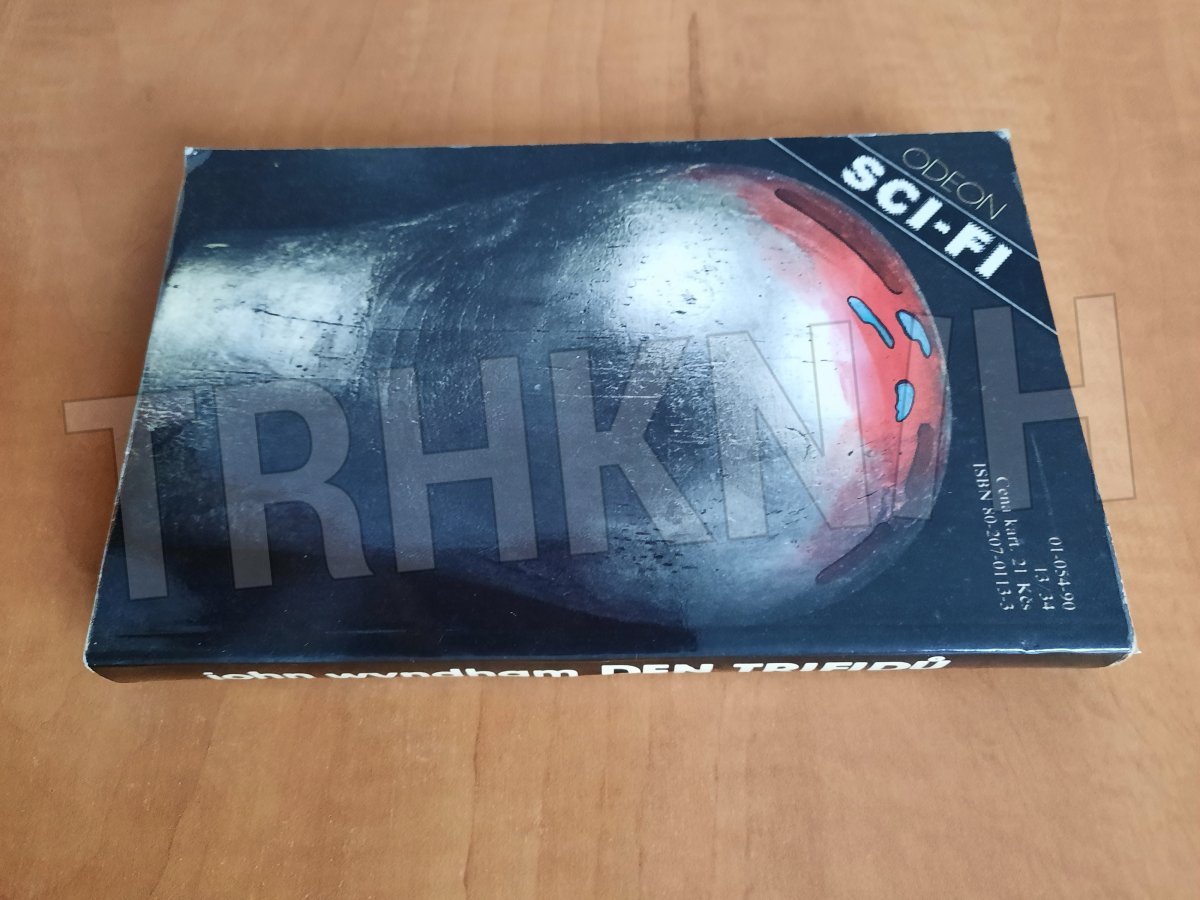 ODEON
SCI-FI
01-054-90
13/34
Cena kart. 21 Kčs
ISBN 80-207-0113-3
john wyndham DEN TRIFIDŮ
TRHKNIH